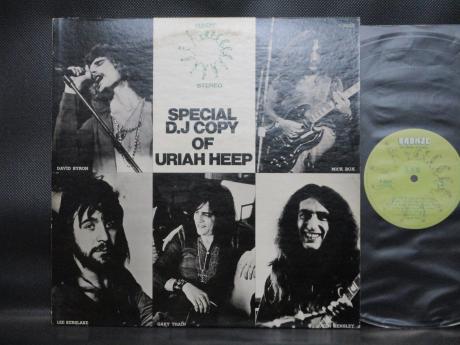 STEREO
SPECIAL
D.J COPY
OF
URIAH HEEP
DAVID BYRON
MICK BOX
BRONZE
LEE KERSLAKE
GARY THAIN
KEN HENSLEY